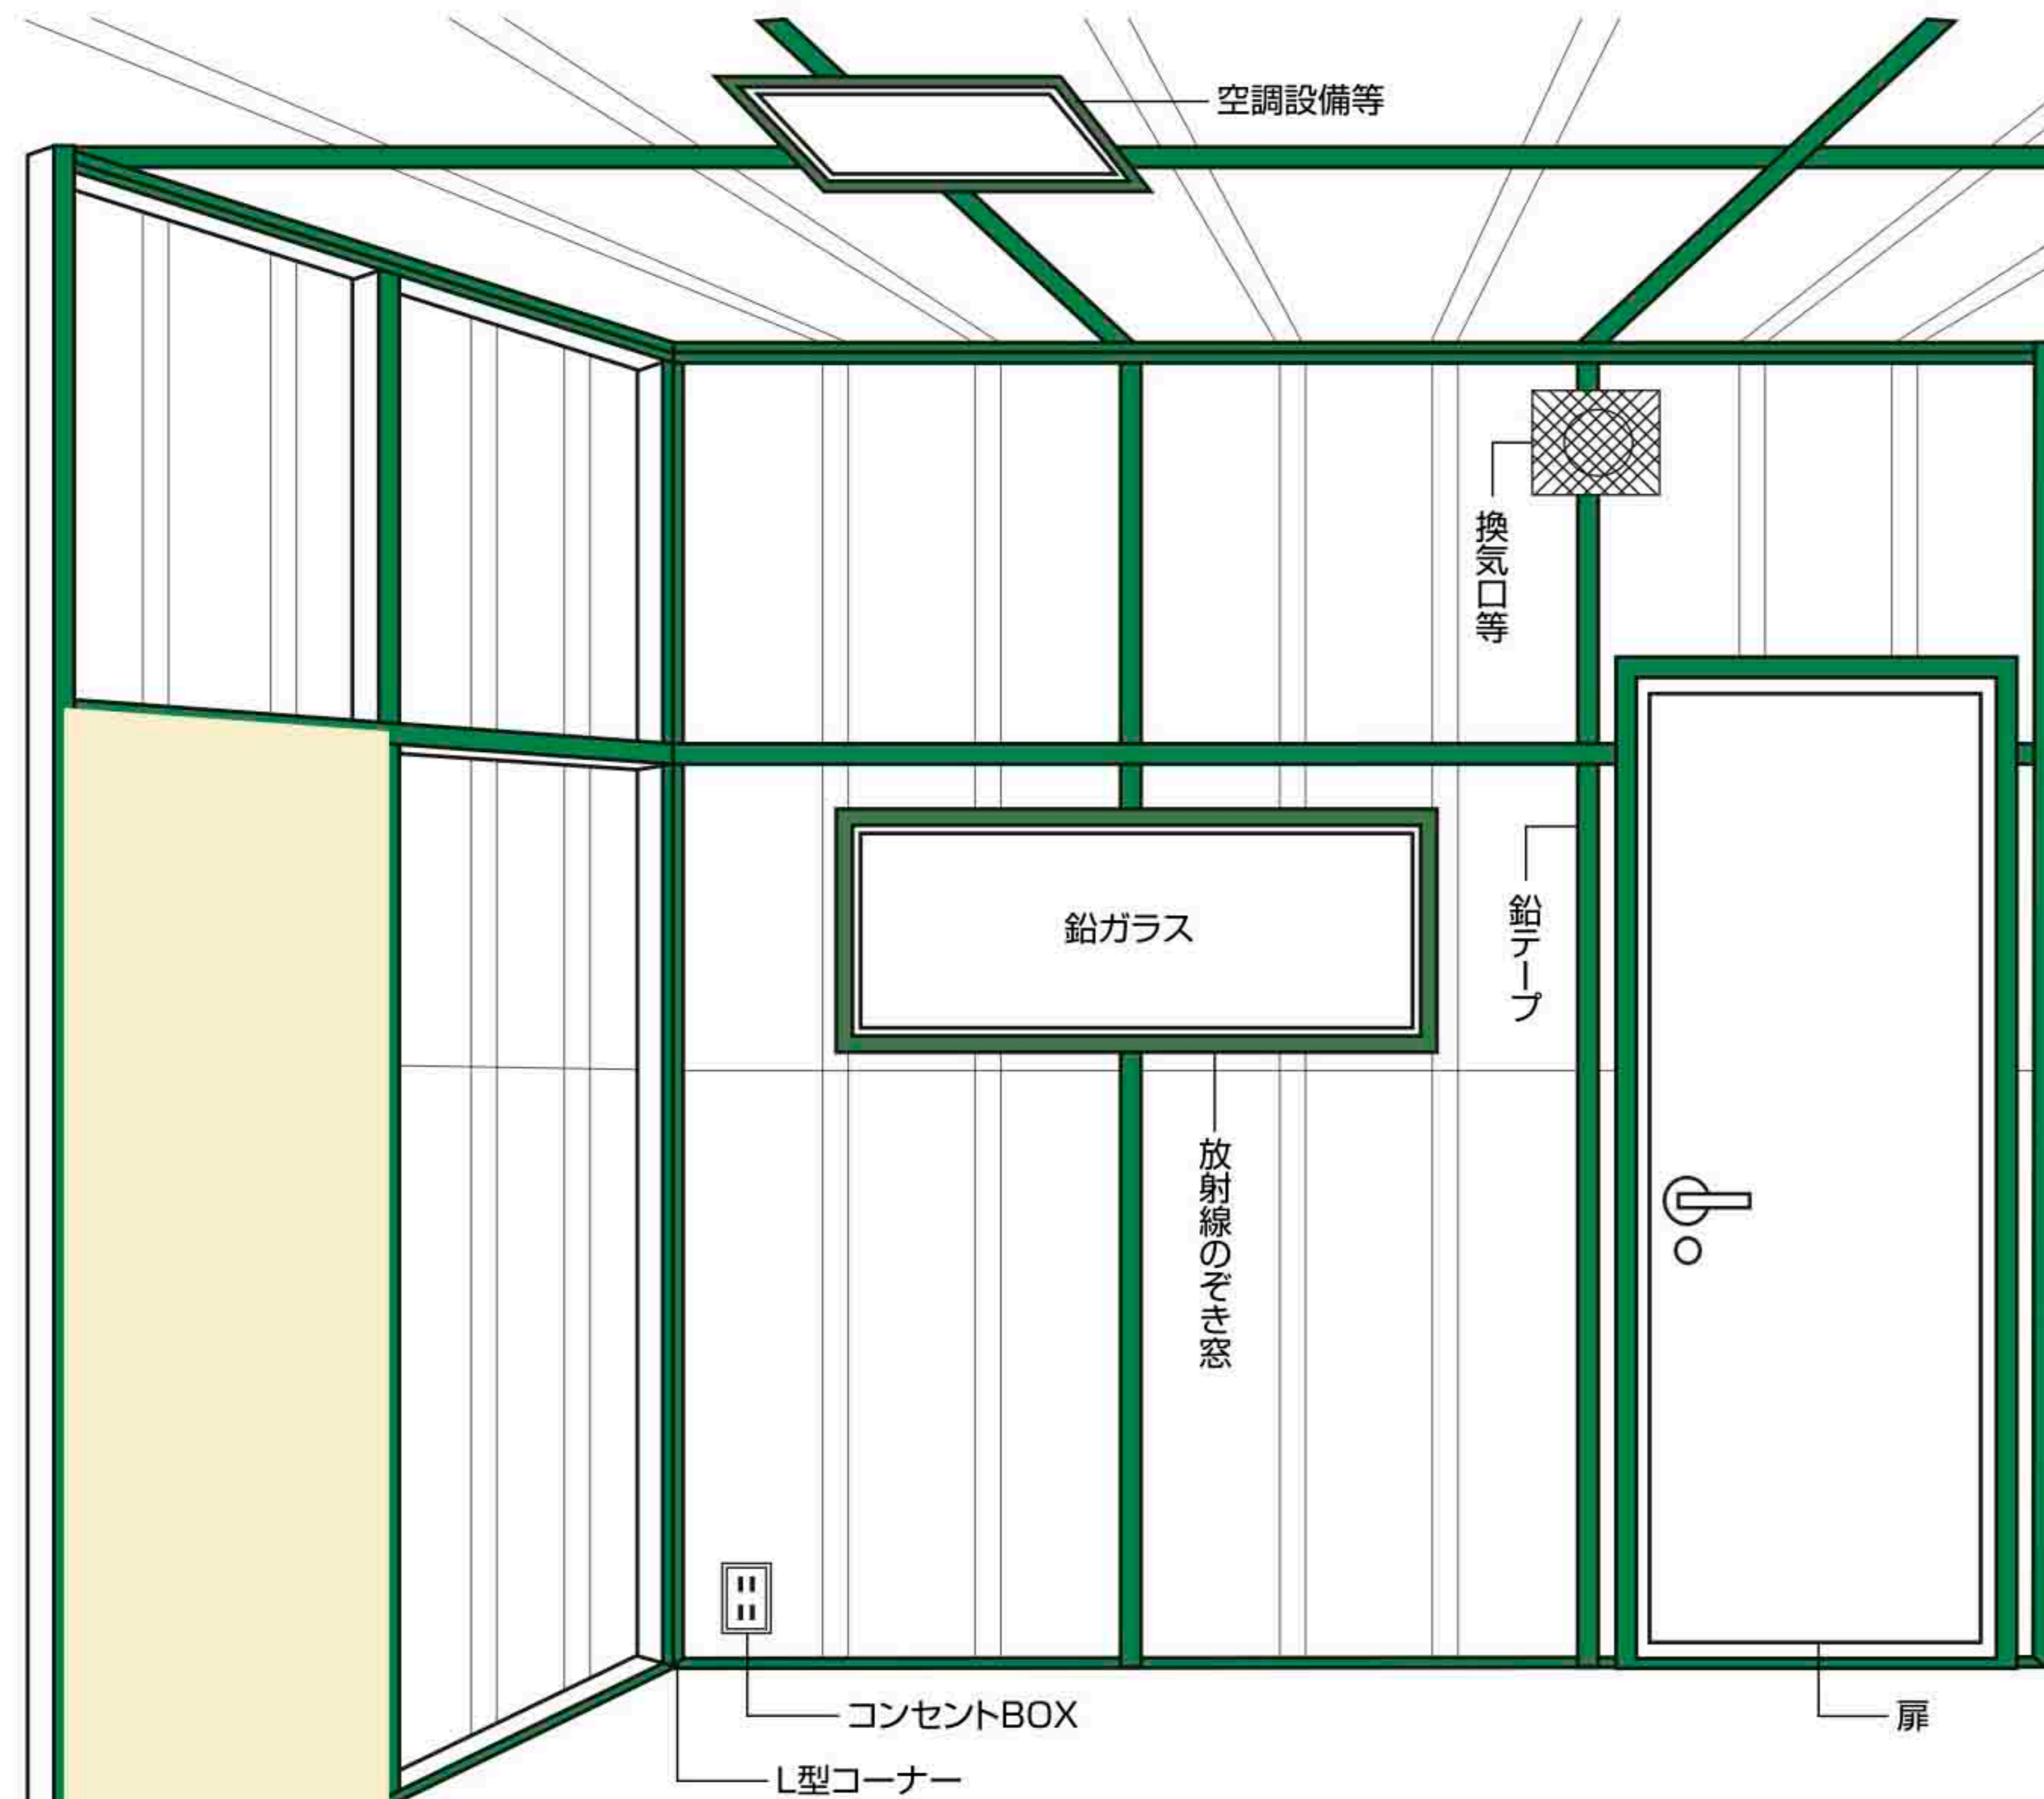 空調設備等
換気口等
鉛ガラス
鉛テープ
放射線のぞき窓
コンセントBOX
扉
L型コーナー